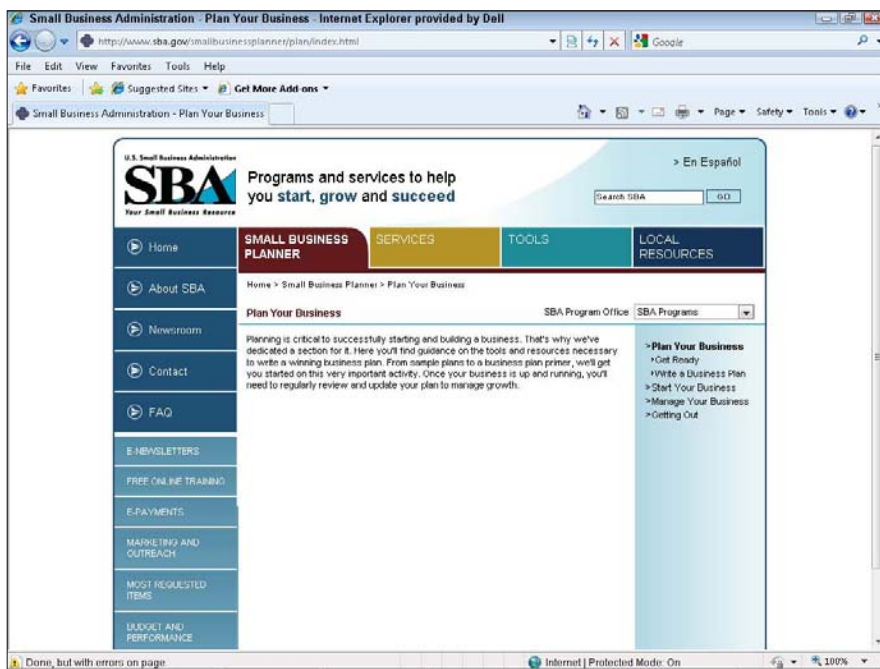 Small Business Administration - Plan Your Business - Internet Explorer provided by Dell
http://www.sba.gov/smallbusinessplanner/plan/index.html
Google
File Edit View Favorites Tools Help
Favorites Suggested Sites Get More Add-ons
Small Business Administration - Plan Your Business
Page Safety Tools
U.S. Small Business Administration
SBA
Your Small Business Resource
Programs and services to help
you start, grow and succeed
> En Español
Search SBA GO
Home
About SBA
Newsroom
Contact
FAQ
E-NEWSLETTERS
FREE ONLINE TRAINING
E-PAYMENTS
MARKETING AND
OUTREACH
MOST REQUESTED
ITEMS
BUDGET AND
PERFORMANCE
SMALL BUSINESS
PLANNER
SERVICES
TOOLS
LOCAL
RESOURCES
Home > Small Business Planner > Plan Your Business
Plan Your Business
SBA Program Office SBA Programs
Planning is critical to successfully starting and building a business. That's why we've
dedicated a section for it. Here you'll find guidance on the tools and resources necessary
to write a winning business plan. From sample plans to a business plan primer, we'll get
you started on this very important activity. Once your business is up and running, you'll
need to regularly review and update your plan to manage growth.
>Plan Your Business
Get Ready
Write a Business Plan
>Start Your Business
>Manage Your Business
>Getting Out
Done, but with errors on page.
Internet | Protected Mode: On
100%